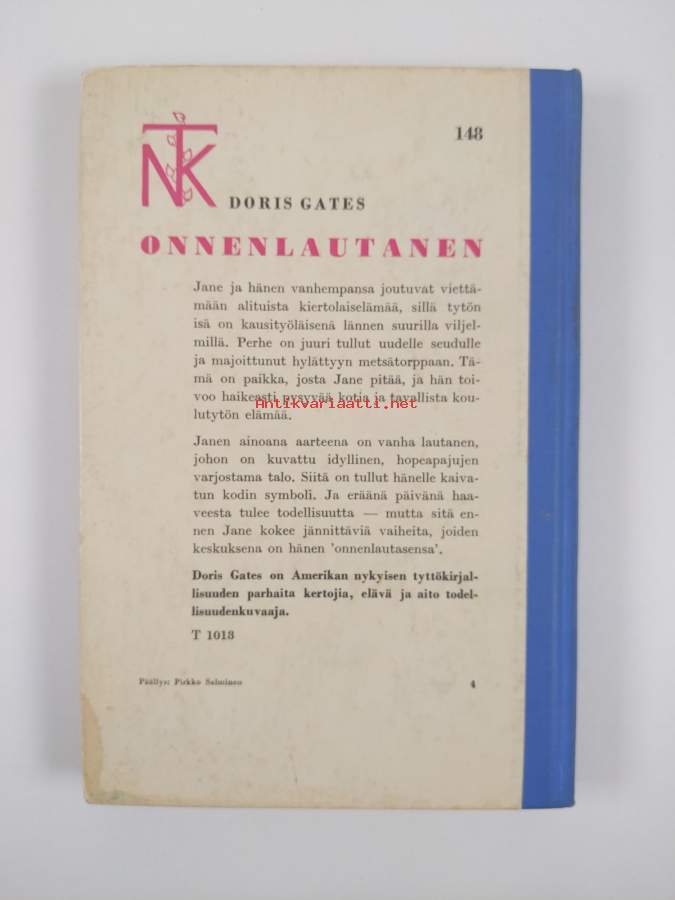 NTK
148
DORIS GATES
ONNENLAUTANEN
Jane ja hänen vanhempansa joutuvat viettä-
mään alituista kiertolaiselämää, sillä tytön
isä on kausityöläisenä lännen suurilla viljel-
millä. Perhe on juuri tullut uudelle seudulle
ja majoittunut hylättyyn metsätorppaan. Tä-
mä on paikka, josta Jane pitää, ja hän toi-
voo haikeasti pysyvää kotia ja tavallista kou-
Antikvariaatti.net
lutytön elämää.
Janen ainoana aarteena on vanha lautanen,
johon on kuvattu idyllinen, hopeapajujen
varjostama talo. Siitä on tullut hänelle kaiva-
tun kodin symboli. Ja eräänä päivänä haa-
veesta tulee todellisuutta — mutta sitä en-
nen Jane kokee jännittäviä vaiheita, joiden
keskuksena on hänen 'onnenlautasensa'.
Doris Gates on Amerikan nykyisen tyttökirjal-
lisuuden parhaita kertojia, elävä ja aito todel-
lisuudenkuvaaja.
T 1018
Päällys: Pirkko Salminen
4